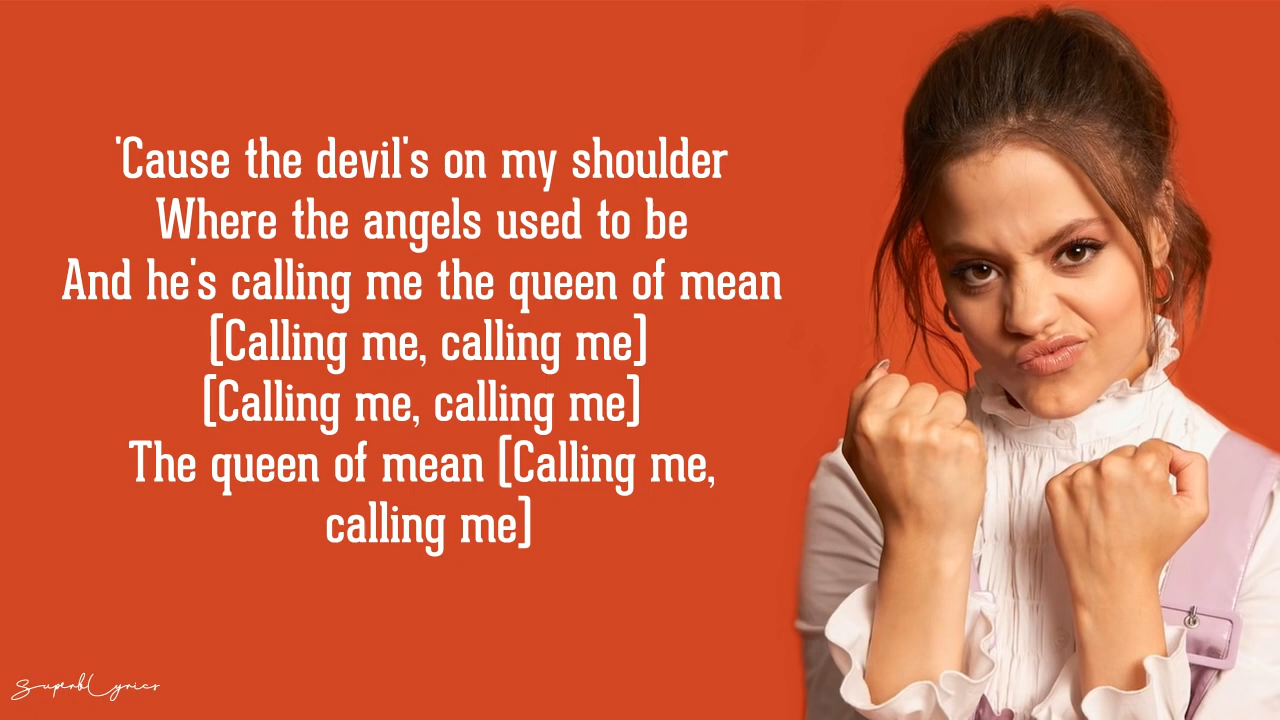 'Cause the devil's on my shoulder
Where the angels used to be
And he's calling me the queen of mean
[Calling me, calling me]
[Calling me, calling me]
The queen of mean [Calling me,
calling me]
SuperbLyrics